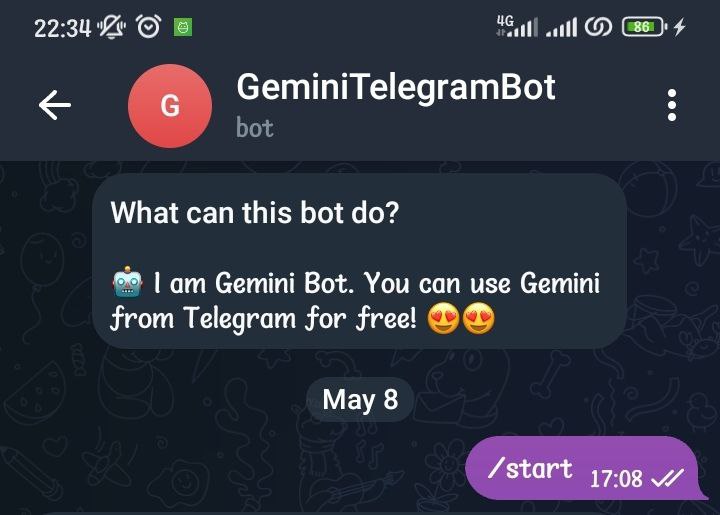 22:34 4G 86
G GeminiTelegramBot
bot
What can this bot do?
🤖 I am Gemini Bot. You can use Gemini
from Telegram for free! 😍😍
May 8
/start 17:08